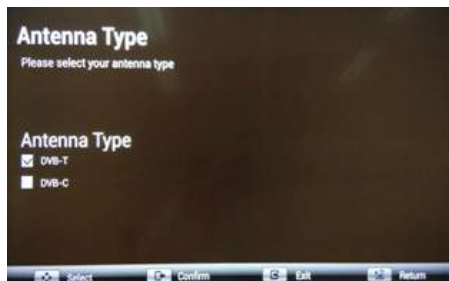 Antenna Type
Please select your antenna type
Antenna Type
DVB-T
DVB-C
Select Confirm Exit Return